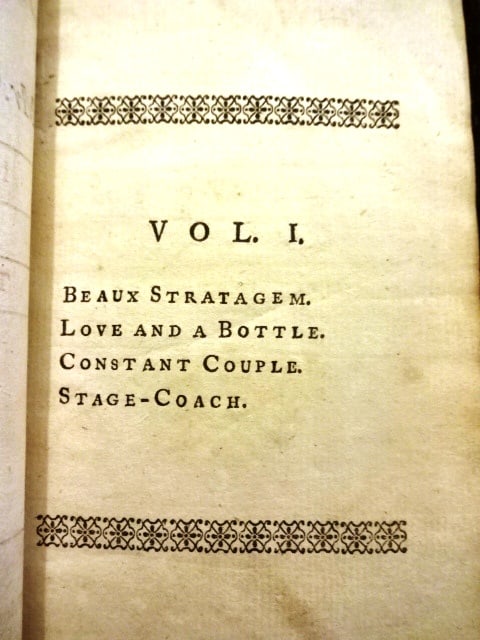 VOL. I.
BEAUX STRATAGEM.
LOVE AND A BOTTLE.
CONSTANT COUPLE.
STAGE-COACH.